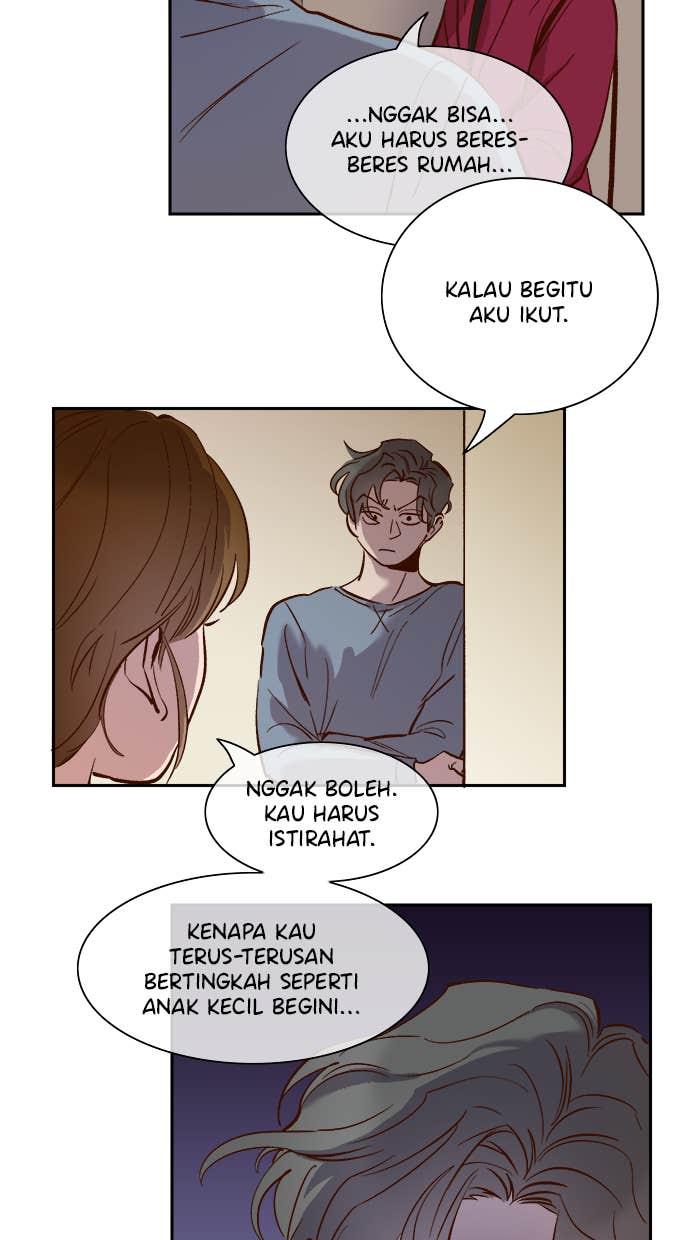 ...NGGAK BISA...
AKU HARUS BERES-
BERES RUMAH...
KALAU BEGITU
AKU IKUT.
NGGAK BOLEH.
KAU HARUS
ISTIRAHAT.
KENAPA KAU
TERUS-TERUSAN
BERTINGKAH SEPERTI
ANAK KECIL BEGINI...